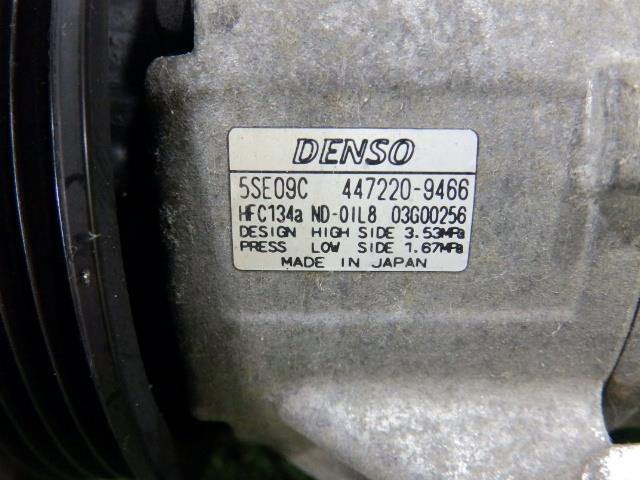 DENSO
5SE09C 447220-9466
HFC134a ND-OIL8 03G00256
DESIGN HIGH SIDE 3.53MPa
PRESS LOW SIDE 1.67MPa
MADE IN JAPAN